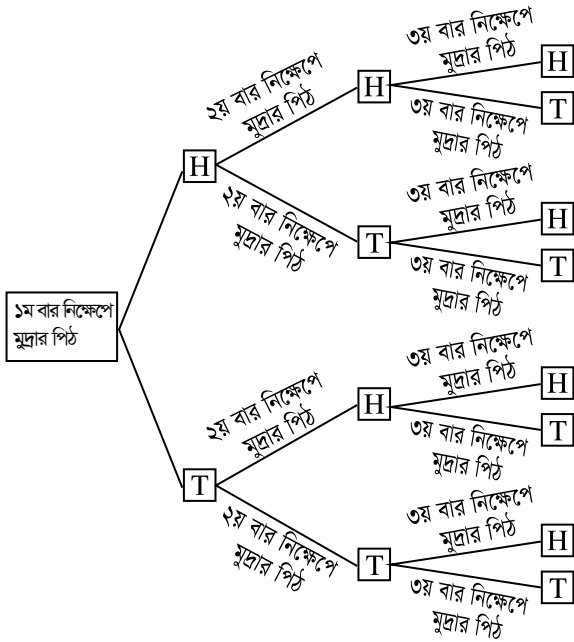 ৩য় বার নিক্ষেপে
মুদ্রার পিঠ
H
২য় বার নিক্ষেপে
মুদ্রার পিঠ
H
৩য় বার নিক্ষেপে
মুদ্রার পিঠ
T
H
২য় বার নিক্ষেপে
মুদ্রার পিঠ
৩য় বার নিক্ষেপে
মুদ্রার পিঠ
H
T
৩য় বার নিক্ষেপে
মুদ্রার পিঠ
T
১ম বার নিক্ষেপে
মুদ্রার পিঠ
৩য় বার নিক্ষেপে
মুদ্রার পিঠ
H
২য় বার নিক্ষেপে
মুদ্রার পিঠ
H
৩য় বার নিক্ষেপে
মুদ্রার পিঠ
T
T
২য় বার নিক্ষেপে
মুদ্রার পিঠ
৩য় বার নিক্ষেপে
মুদ্রার পিঠ
H
T
৩য় বার নিক্ষেপে
মুদ্রার পিঠ
T